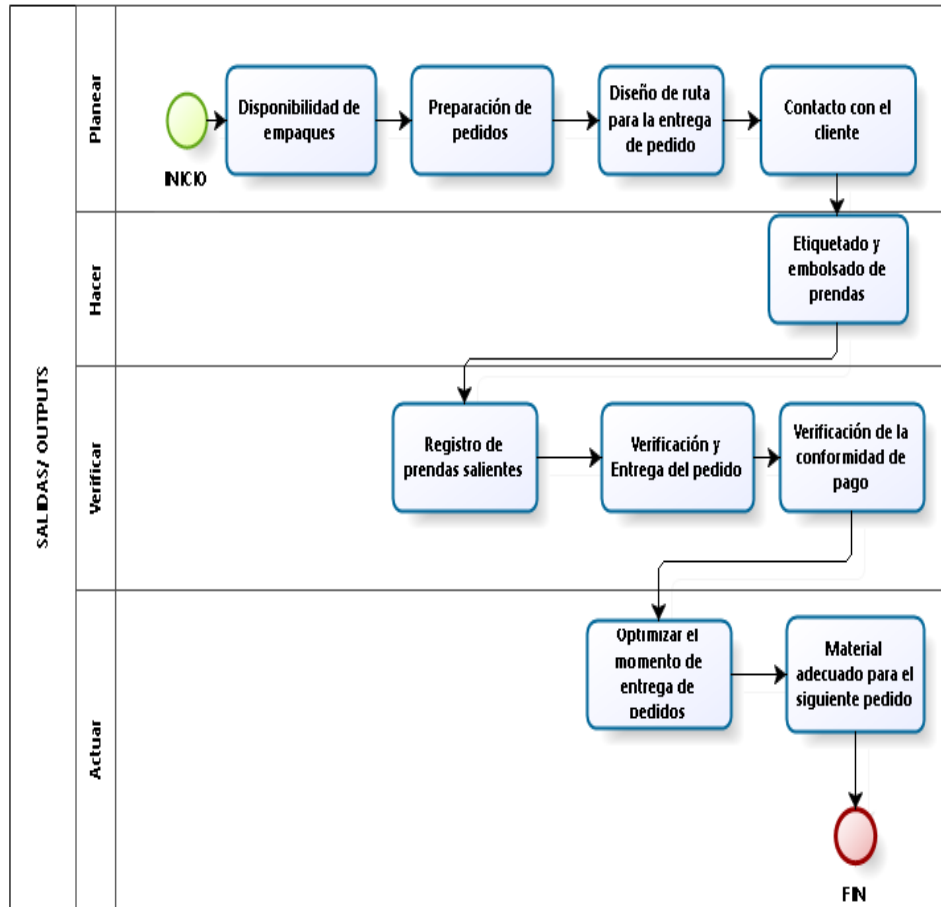 SALIDAS/ OUTPUTS
Planear
INICIO
Disponibilidad de
empaques
Preparación de
pedidos
Diseño de ruta
para la entrega
de pedido
Contacto con el
cliente
Hacer
Etiquetado y
embolsado de
prendas
Verificar
Registro de
prendas salientes
Verificación y
Entrega del pedido
Verificación de la
conformidad de
pago
Actuar
Optimizar el
momento de
entrega de
pedidos
Material
adecuado para el
siguiente pedido
FIN